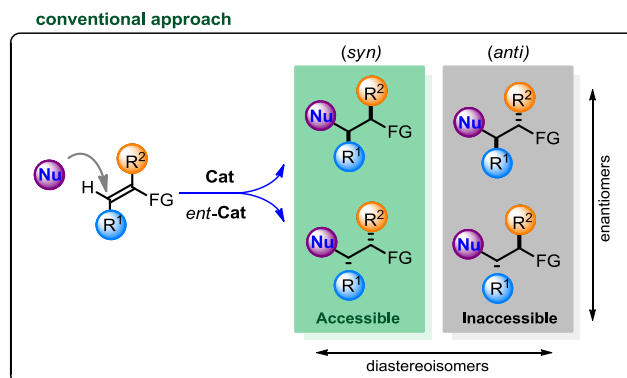 conventional approach
(syn)
(anti)
Nu
R²
FG
R¹
Nu
R²
FG
R¹
Nu
H
R²
FG
R¹
Cat
ent-Cat
Nu
R²
FG
R¹
Accessible
Nu
R²
FG
R¹
Inaccessible
enantiomers
diastereoisomers